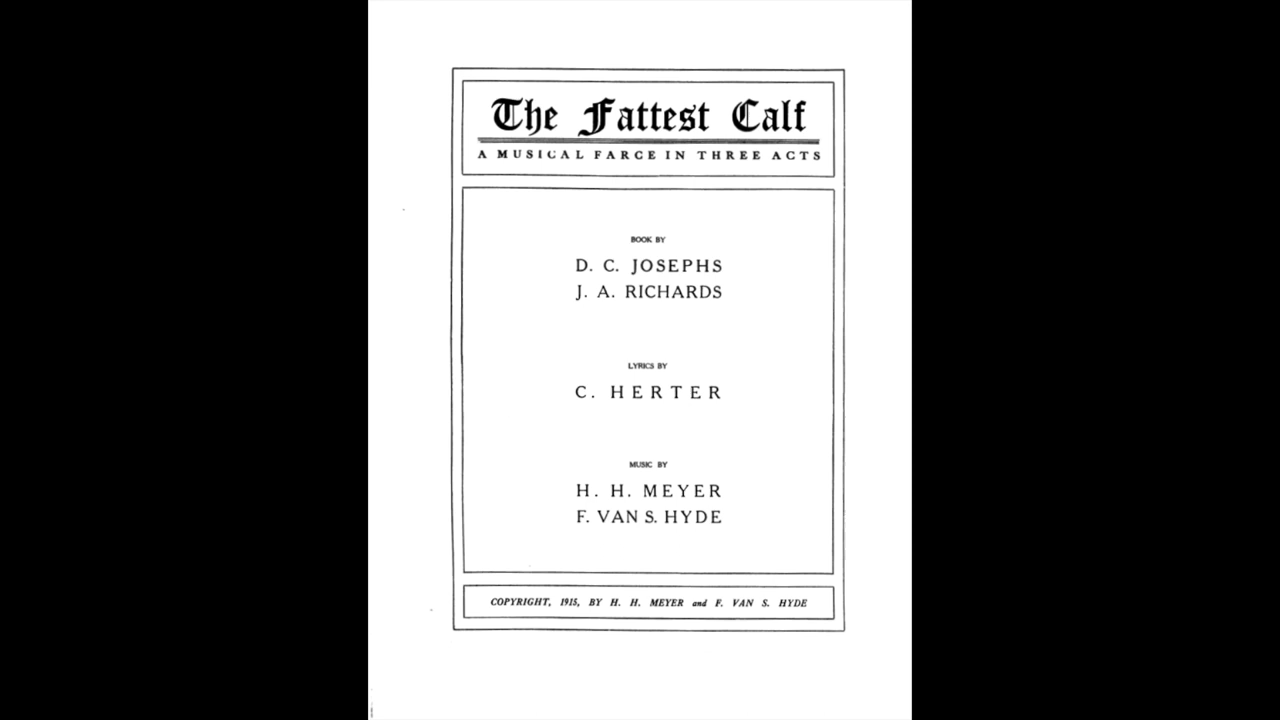 The Fattest Calf
A MUSICAL FARCE IN THREE ACTS
BOOK BY
D. C. JOSEPHS
J. A. RICHARDS
LYRICS BY
C. HERTER
MUSIC BY
H. H. MEYER
F. VAN S. HYDE
COPYRIGHT, 1915, BY H. H. MEYER and F. VAN S. HYDE